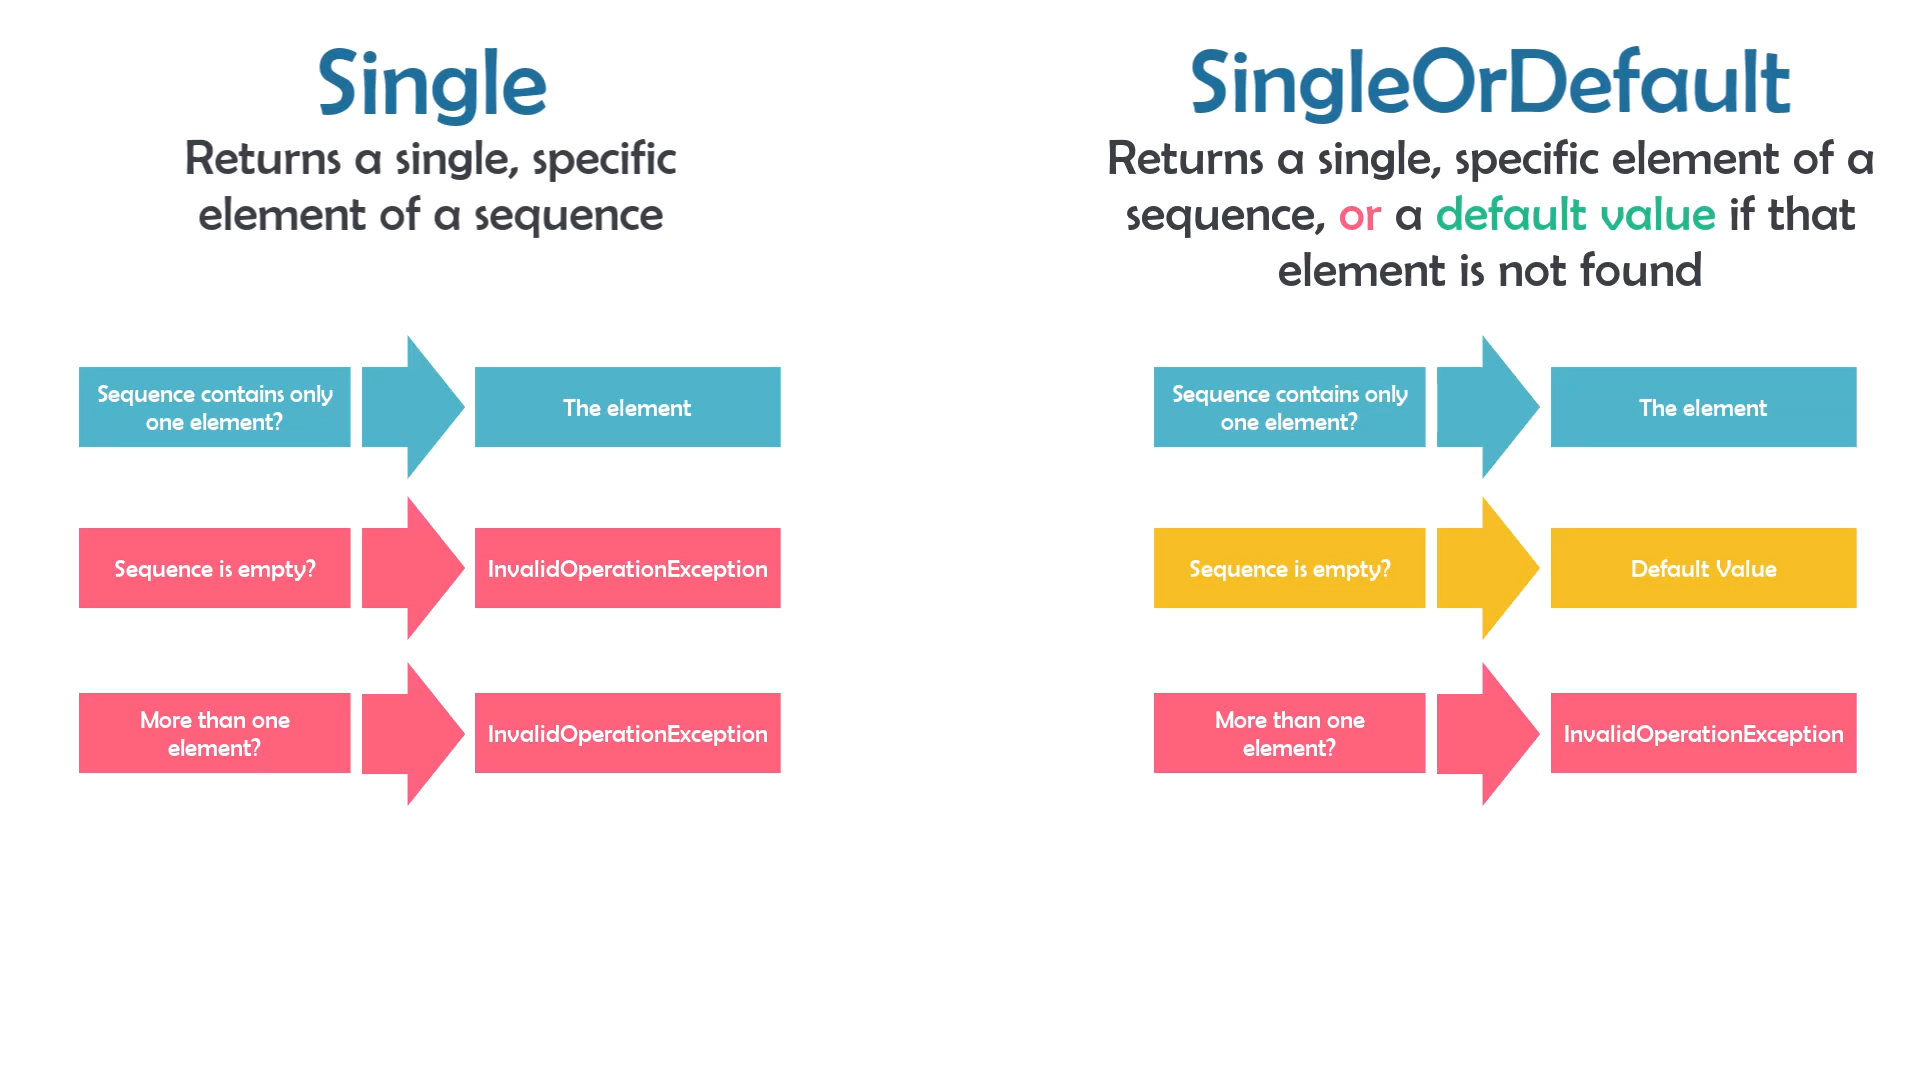 Single
Returns a single, specific
element of a sequence
Sequence contains only
one element?
The element
Sequence is empty?
InvalidOperationException
More than one
element?
InvalidOperationException
SingleOrDefault
Returns a single, specific element of a
sequence, or a default value if that
element is not found
Sequence contains only
one element?
The element
Sequence is empty?
Default Value
More than one
element?
InvalidOperationException